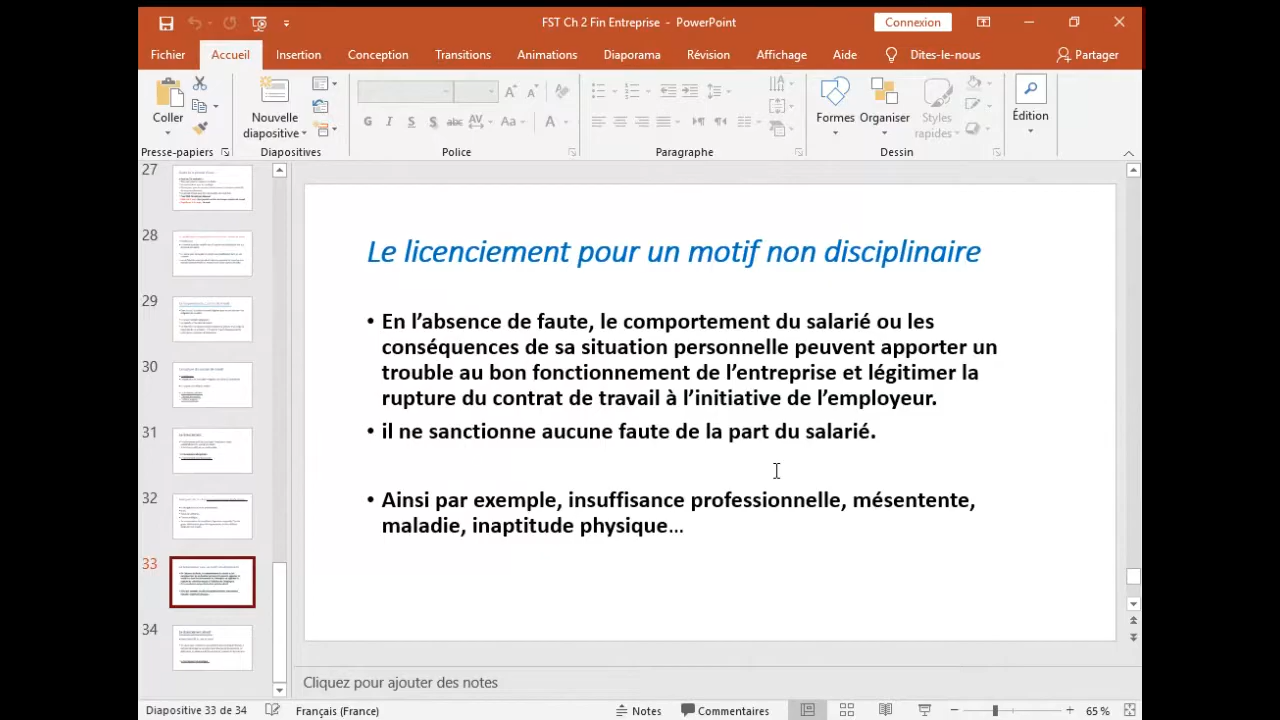 FST Ch 2 Fin Entreprise - PowerPoint
Connexion
Fichier Accueil Insertion Conception Transitions Animations Diaporama Révision Affichage Aide Dites-le-nous Partager
Coller
Presse-papiers
Nouvelle
diapositive
Diapositives
G I S S abc AV Aa A
Police
Paragraphe
Formes
Organiser
Styles
rapides
Dessin
Édition
27
28
29
30
31
32
33
34
Le licenciement pour un motif non disciplinaire
En l’absence de faute, le comportement du salarié ou les
conséquences de sa situation personnelle peuvent apporter un
trouble au bon fonctionnement de l’entreprise et légitimer la
rupture du contrat de travail à l’initiative de l’employeur.
• il ne sanctionne aucune faute de la part du salarié.
• Ainsi par exemple, insuffisance professionnelle, mésentente,
maladie, inaptitude physique…
Cliquez pour ajouter des notes
Diapositive 33 de 34 Français (France) Notes Commentaires 65 %